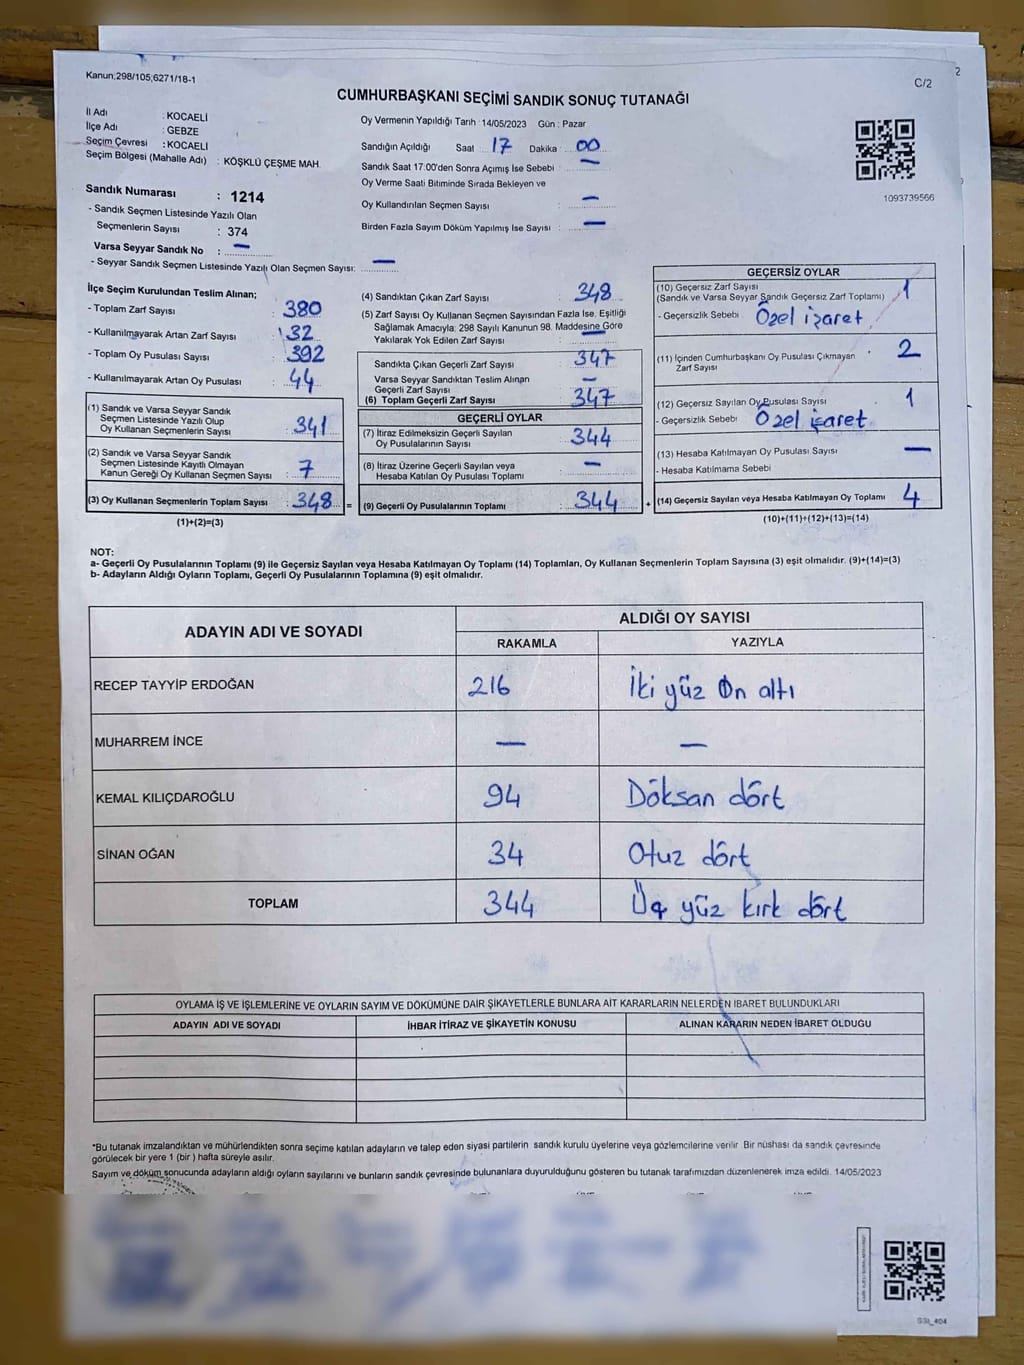 2
Kanun;298/105;6271/18-1
C/2
CUMHURBAŞKANI SEÇİMİ SANDIK SONUÇ TUTANAĞI
İl Adı : KOCAELİ
İlçe Adı : GEBZE
Seçim Çevresi : KOCAELİ
Seçim Bölgesi (Mahalle Adı) : KÖŞKLÜ ÇEŞME MAH.
Oy Vermenin Yapıldığı Tarih : 14/05/2023 Gün : Pazar
Sandığın Açıldığı Saat : 17 Dakika : 00
Sandık Saat 17:00'den Sonra Açımış İse Sebebi : —
Oy Verme Saati Bitiminde Sırada Bekleyen ve
Oy Kullandırılan Seçmen Sayısı : —
Birden Fazla Sayım Döküm Yapılmış İse Sayısı : —
1093739566
Sandık Numarası : 1214
- Sandık Seçmen Listesinde Yazılı Olan
Seçmenlerin Sayısı : 374
Varsa Seyyar Sandık No : —
- Seyyar Sandık Seçmen Listesinde Yazılı Olan Seçmen Sayısı: —
İlçe Seçim Kurulundan Teslim Alınan;
- Toplam Zarf Sayısı : 380
- Kullanılmayarak Artan Zarf Sayısı : 32
- Toplam Oy Pusulası Sayısı : 392
- Kullanılmayarak Artan Oy Pusulası : 44
(1) Sandık ve Varsa Seyyar Sandık
Seçmen Listesinde Yazılı Olup
Oy Kullanan Seçmenlerin Sayısı : 341
(2) Sandık ve Varsa Seyyar Sandık
Seçmen Listesinde Kayıtlı Olmayan
Kanun Gereği Oy Kullanan Seçmen Sayısı : 7
(3) Oy Kullanan Seçmenlerin Toplam Sayısı : 348 =
(1)+(2)=(3)
(4) Sandıktan Çıkan Zarf Sayısı : 348
(5) Zarf Sayısı Oy Kullanan Seçmen Sayısından Fazla İse, Eşitliği
Sağlamak Amacıyla; 298 Sayılı Kanunun 98. Maddesine Göre
Yakılarak Yok Edilen Zarf Sayısı : —
Sandıkta Çıkan Geçerli Zarf Sayısı : 347
Varsa Seyyar Sandıktan Teslim Alınan
Geçerli Zarf Sayısı : —
(6) Toplam Geçerli Zarf Sayısı : 347
GEÇERLİ OYLAR
(7) İtiraz Edilmeksizin Geçerli Sayılan
Oy Pusulalarının Sayısı : 344
(8) İtiraz Üzerine Geçerli Sayılan veya
Hesaba Katılan Oy Pusulası Toplamı : —
(9) Geçerli Oy Pusulalarının Toplamı : 344 +
GEÇERSİZ OYLAR
(10) Geçersiz Zarf Sayısı
(Sandık ve Varsa Seyyar Sandık Geçersiz Zarf Toplamı) : 1
- Geçersizlik Sebebi : Özel işaret
(11) İçinden Cumhurbaşkanı Oy Pusulası Çıkmayan
Zarf Sayısı : 2
(12) Geçersiz Sayılan Oy Pusulası Sayısı : 1
- Geçersizlik Sebebi : Özel işaret
(13) Hesaba Katılmayan Oy Pusulası Sayısı : —
- Hesaba Katılmama Sebebi
(14) Geçersiz Sayılan veya Hesaba Katılmayan Oy Toplamı : 4
(10)+(11)+(12)+(13)=(14)
NOT:
a- Geçerli Oy Pusulalarının Toplamı (9) ile Geçersiz Sayılan veya Hesaba Katılmayan Oy Toplamı (14) Toplamları, Oy Kullanan Seçmenlerin Toplam Sayısına (3) eşit olmalıdır. (9)+(14)=(3)
b- Adayların Aldığı Oyların Toplamı, Geçerli Oy Pusulalarının Toplamına (9) eşit olmalıdır.
ADAYIN ADI VE SOYADI ALDIĞI OY SAYISI
RAKAMLA YAZIYLA
RECEP TAYYİP ERDOĞAN 216 İki yüz On altı
MUHARREM İNCE — —
KEMAL KILIÇDAROĞLU 94 Doksan dört
SİNAN OĞAN 34 Otuz dört
TOPLAM 344 Üç yüz kırk dört
OYLAMA İŞ VE İŞLEMLERİNE VE OYLARIN SAYIM VE DÖKÜMÜNE DAİR ŞİKAYETLERLE BUNLARA AİT KARARLARIN NELERDEN İBARET BULUNDUKLARI
ADAYIN ADI VE SOYADI İHBAR İTİRAZ VE ŞİKAYETİN KONUSU ALINAN KARARIN NEDEN İBARET OLDUGU
*Bu tutanak imzalandıktan ve mühürlendikten sonra seçime katılan adayların ve talep eden siyasi partilerin sandık kurulu üyelerine veya gözlemcilerine verilir. Bir nüshası da sandık çevresinde
görülecek bir yere 1 (bir ) hafta süreyle asılır.
Sayım ve döküm sonucunda adayların aldığı oyların sayılarını ve bunların sandık çevresinde bulunanlara duyurulduğunu gösteren bu tutanak tarafımızdan düzenlenerek imza edildi. 14/05/2023